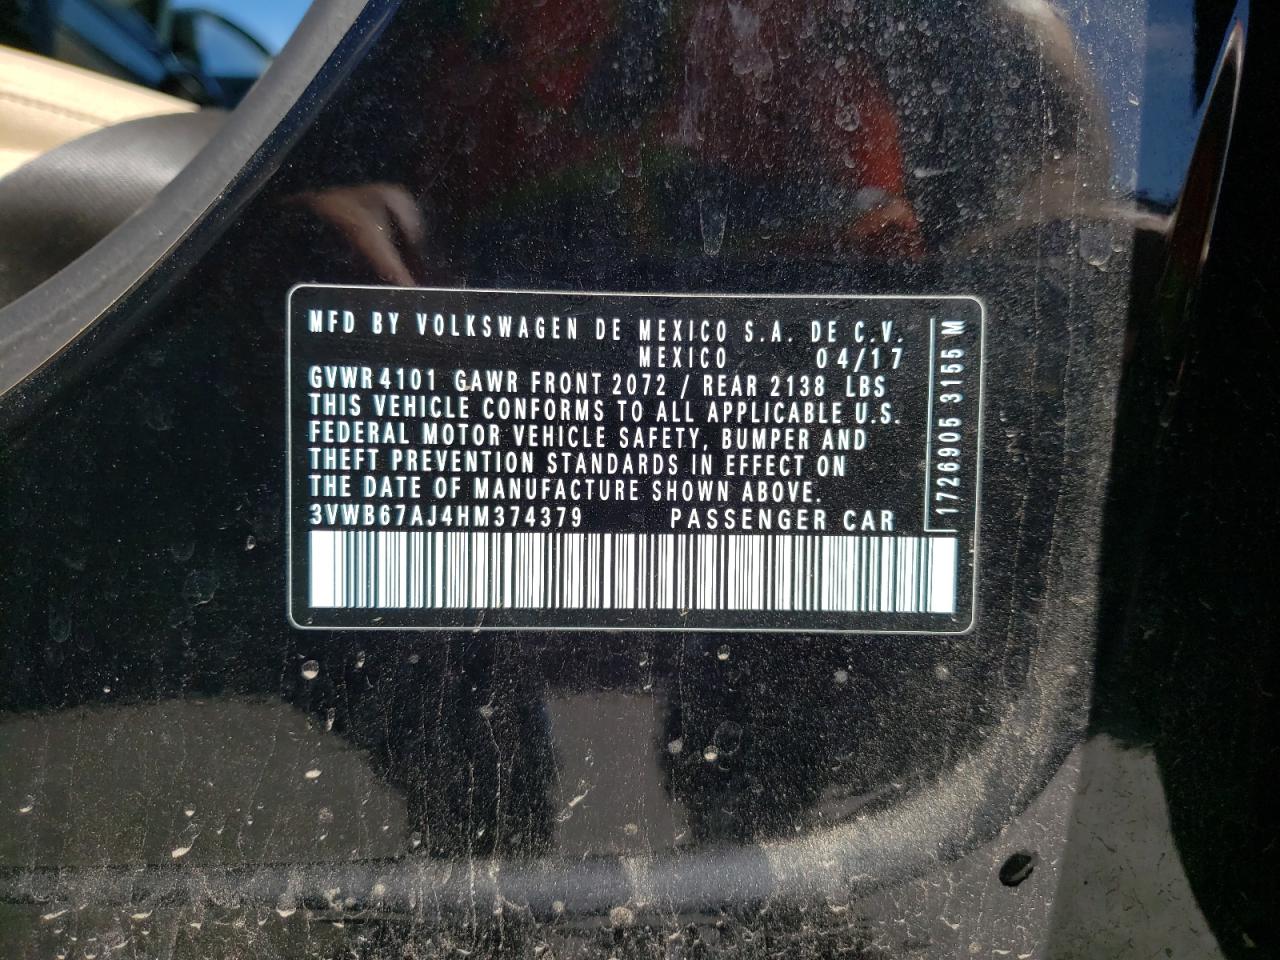 MFD BY VOLKSWAGEN DE MEXICO S.A. DE C.V.
MEXICO 04/17
GVWR 4101 GAWR FRONT 2072 / REAR 2138 LBS
THIS VEHICLE CONFORMS TO ALL APPLICABLE U.S.
FEDERAL MOTOR VEHICLE SAFETY, BUMPER AND
THEFT PREVENTION STANDARDS IN EFFECT ON
THE DATE OF MANUFACTURE SHOWN ABOVE.
3VWB67AJ4HM374379 PASSENGER CAR
1726905 3155 M